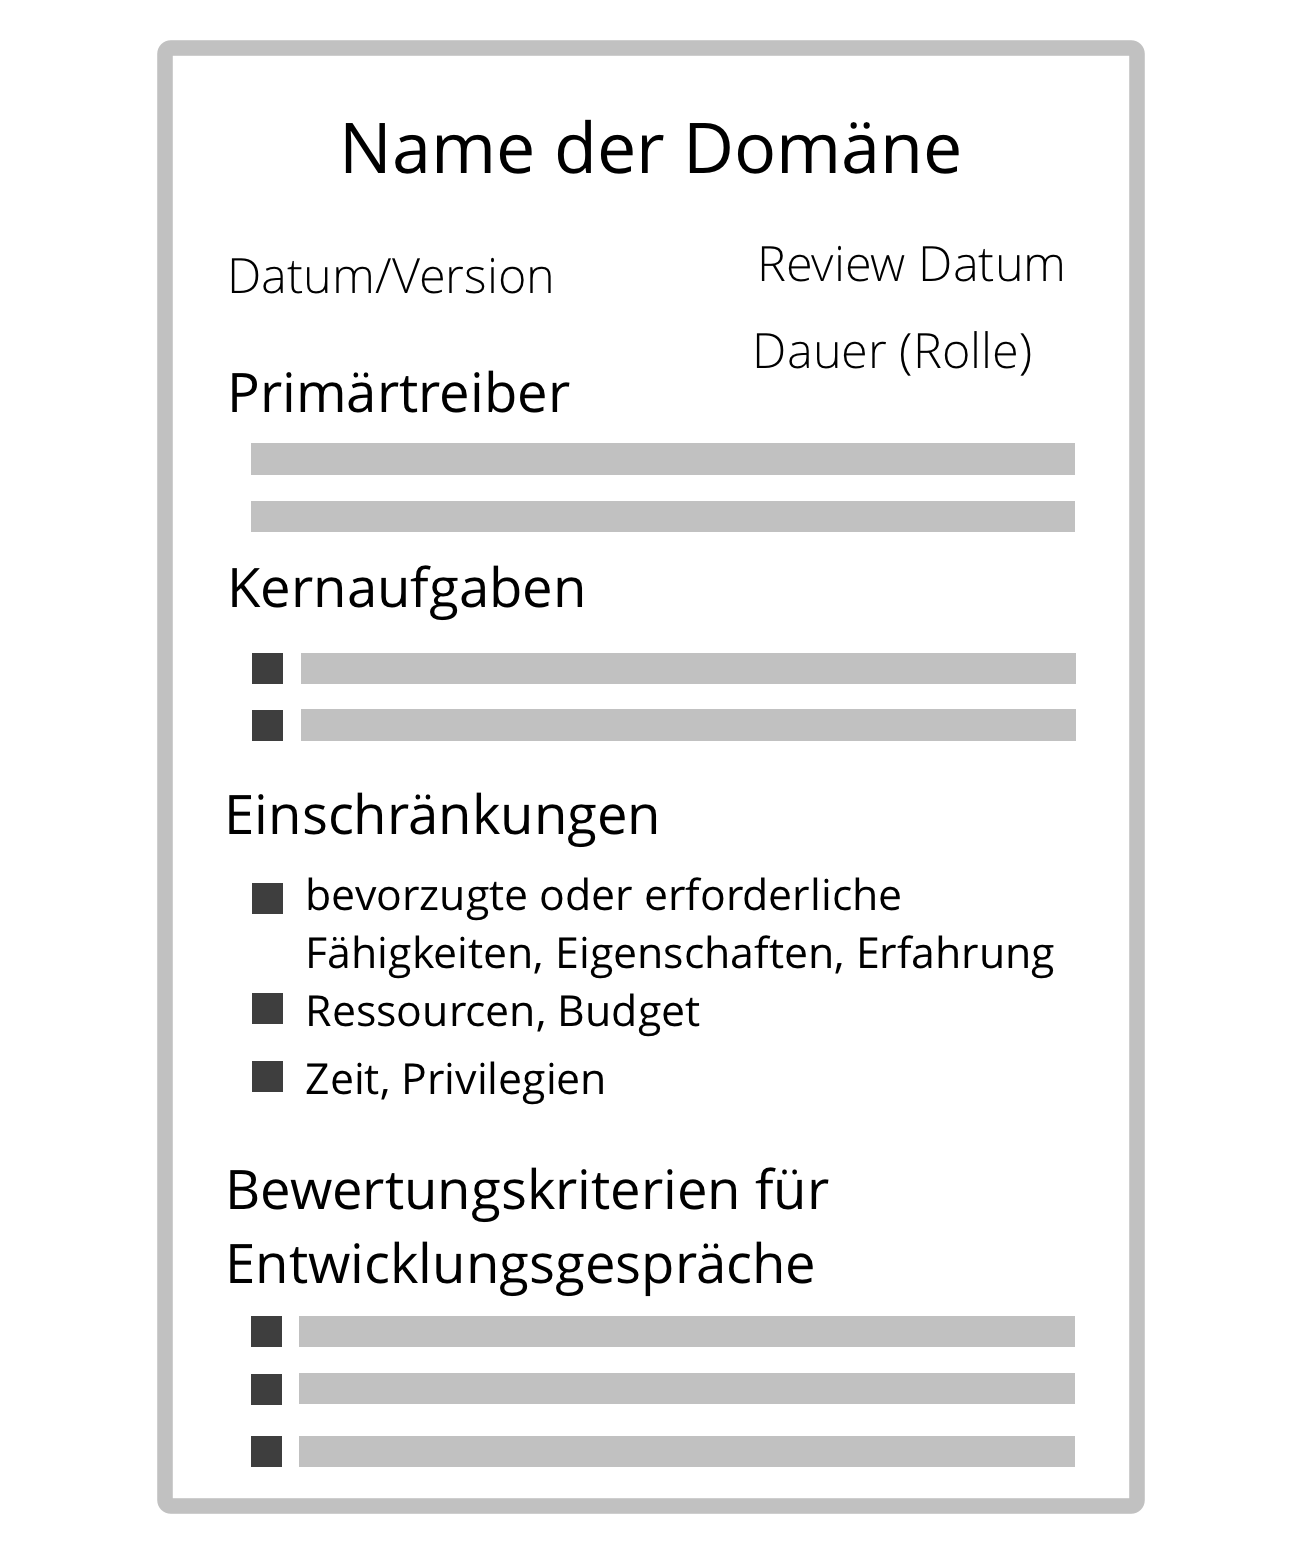 Name der Domäne
Datum/Version
Review Datum
Dauer (Rolle)
Primärtreiber
Kernaufgaben
Einschränkungen
bevorzugte oder erforderliche
Fähigkeiten, Eigenschaften, Erfahrung
Ressourcen, Budget
Zeit, Privilegien
Bewertungskriterien für
Entwicklungsgespräche